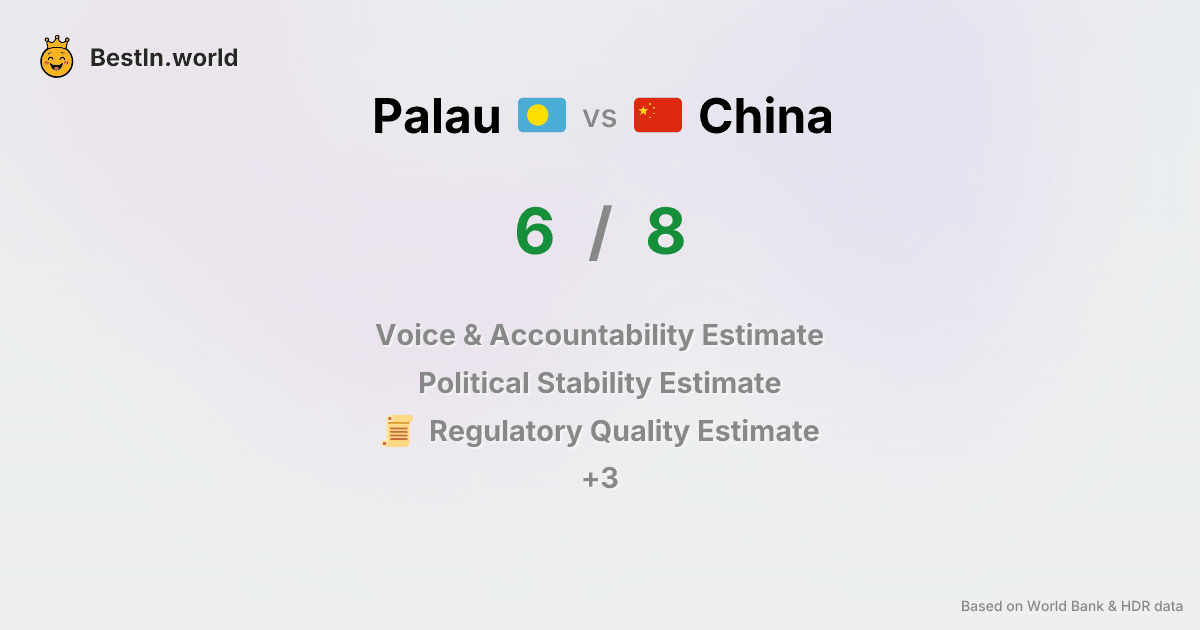 BestIn.world
Palau vs China
6 / 8
Voice & Accountability Estimate
Political Stability Estimate
Regulatory Quality Estimate
+3
Based on World Bank & HDR data